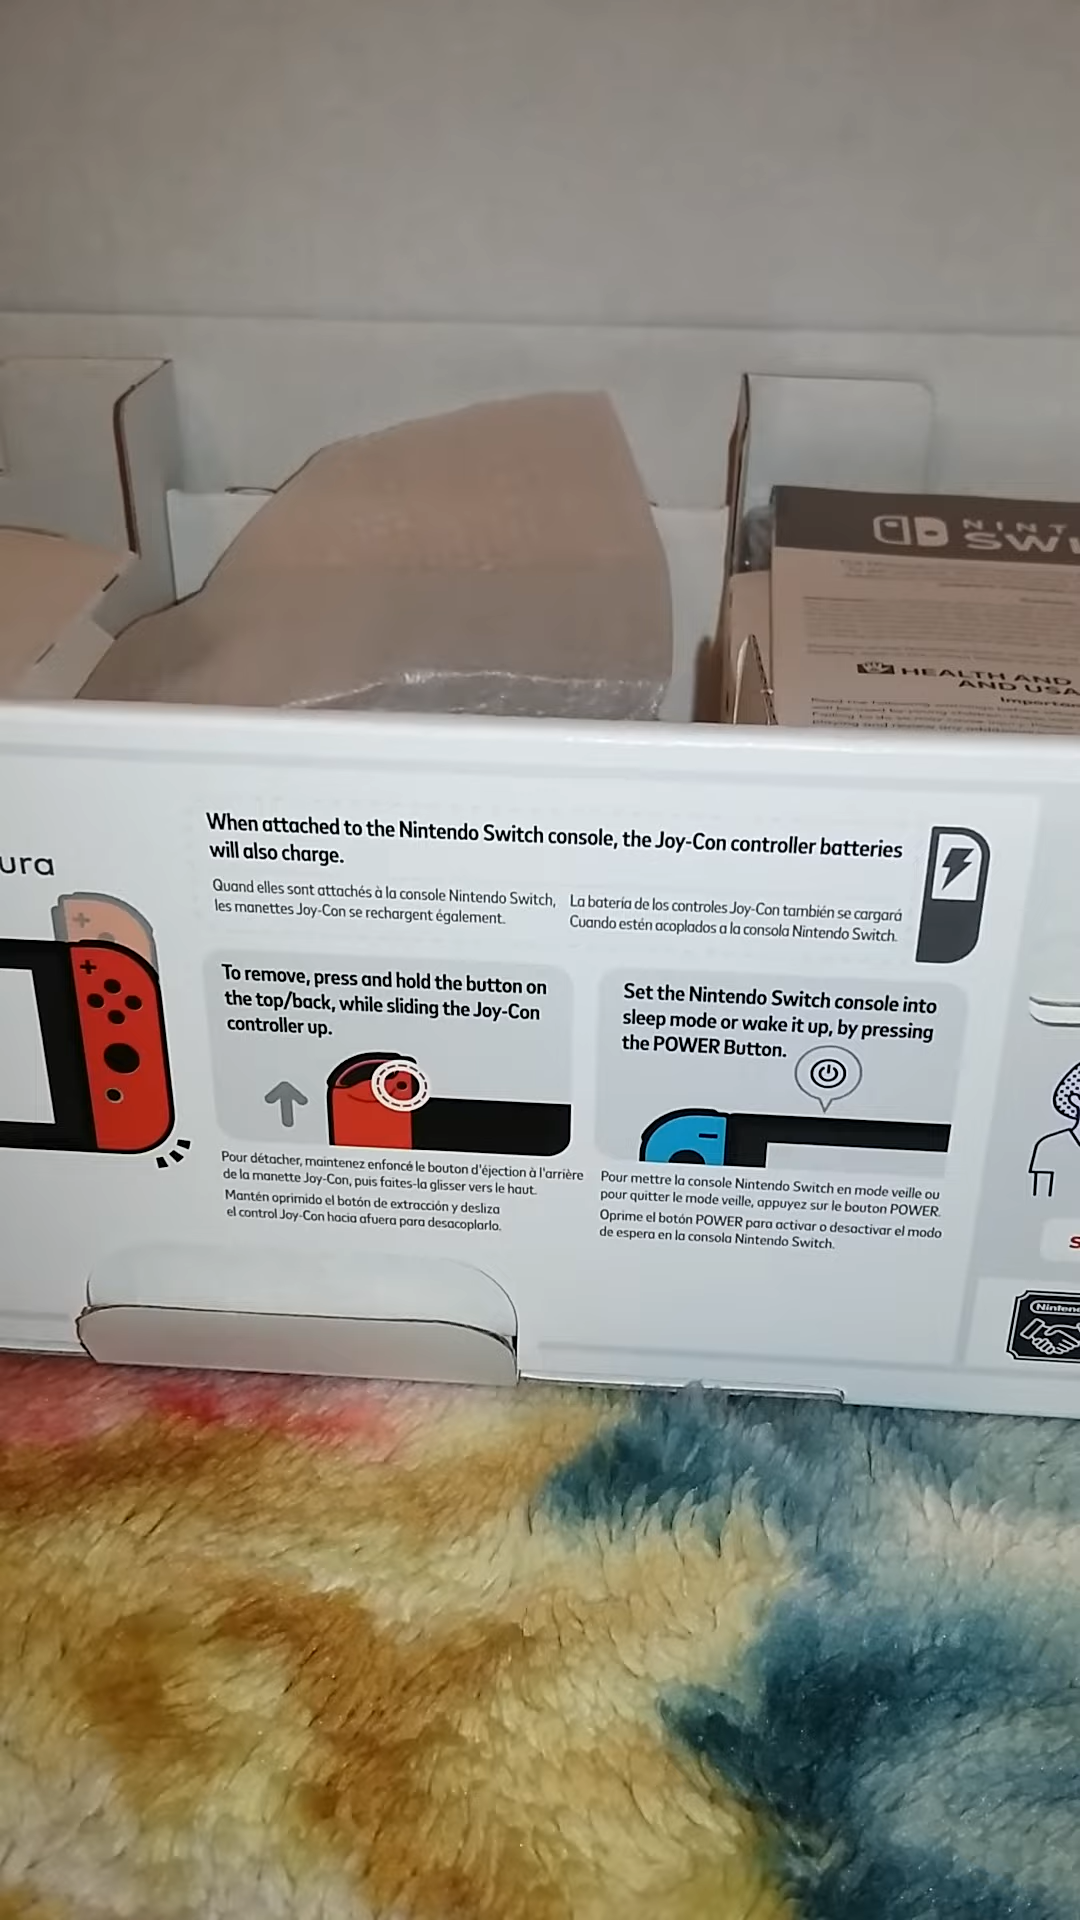 HEALTH AND
AND USA
Importan
ura
When attached to the Nintendo Switch console, the Joy-Con controller batteries
will also charge.
Quand elles sont attachés à la console Nintendo Switch,
les manettes Joy-Con se rechargent également.
La batería de los controles Joy-Con también se cargará
Cuando estén acoplados a la consola Nintendo Switch.
To remove, press and hold the button on
the top/back, while sliding the Joy-Con
controller up.
Pour détacher, maintenez enfoncé le bouton d'éjection à l'arrière
de la manette Joy-Con, puis faites-la glisser vers le haut.
Mantén oprimido el botón de extracción y desliza
el control Joy-Con hacia afuera para desacoplarlo.
Set the Nintendo Switch console into
sleep mode or wake it up, by pressing
the POWER Button.
Pour mettre la console Nintendo Switch en mode veille ou
pour quitter le mode veille, appuyez sur le bouton POWER.
Oprime el botón POWER para activar o desactivar el modo
de espera en la consola Nintendo Switch.